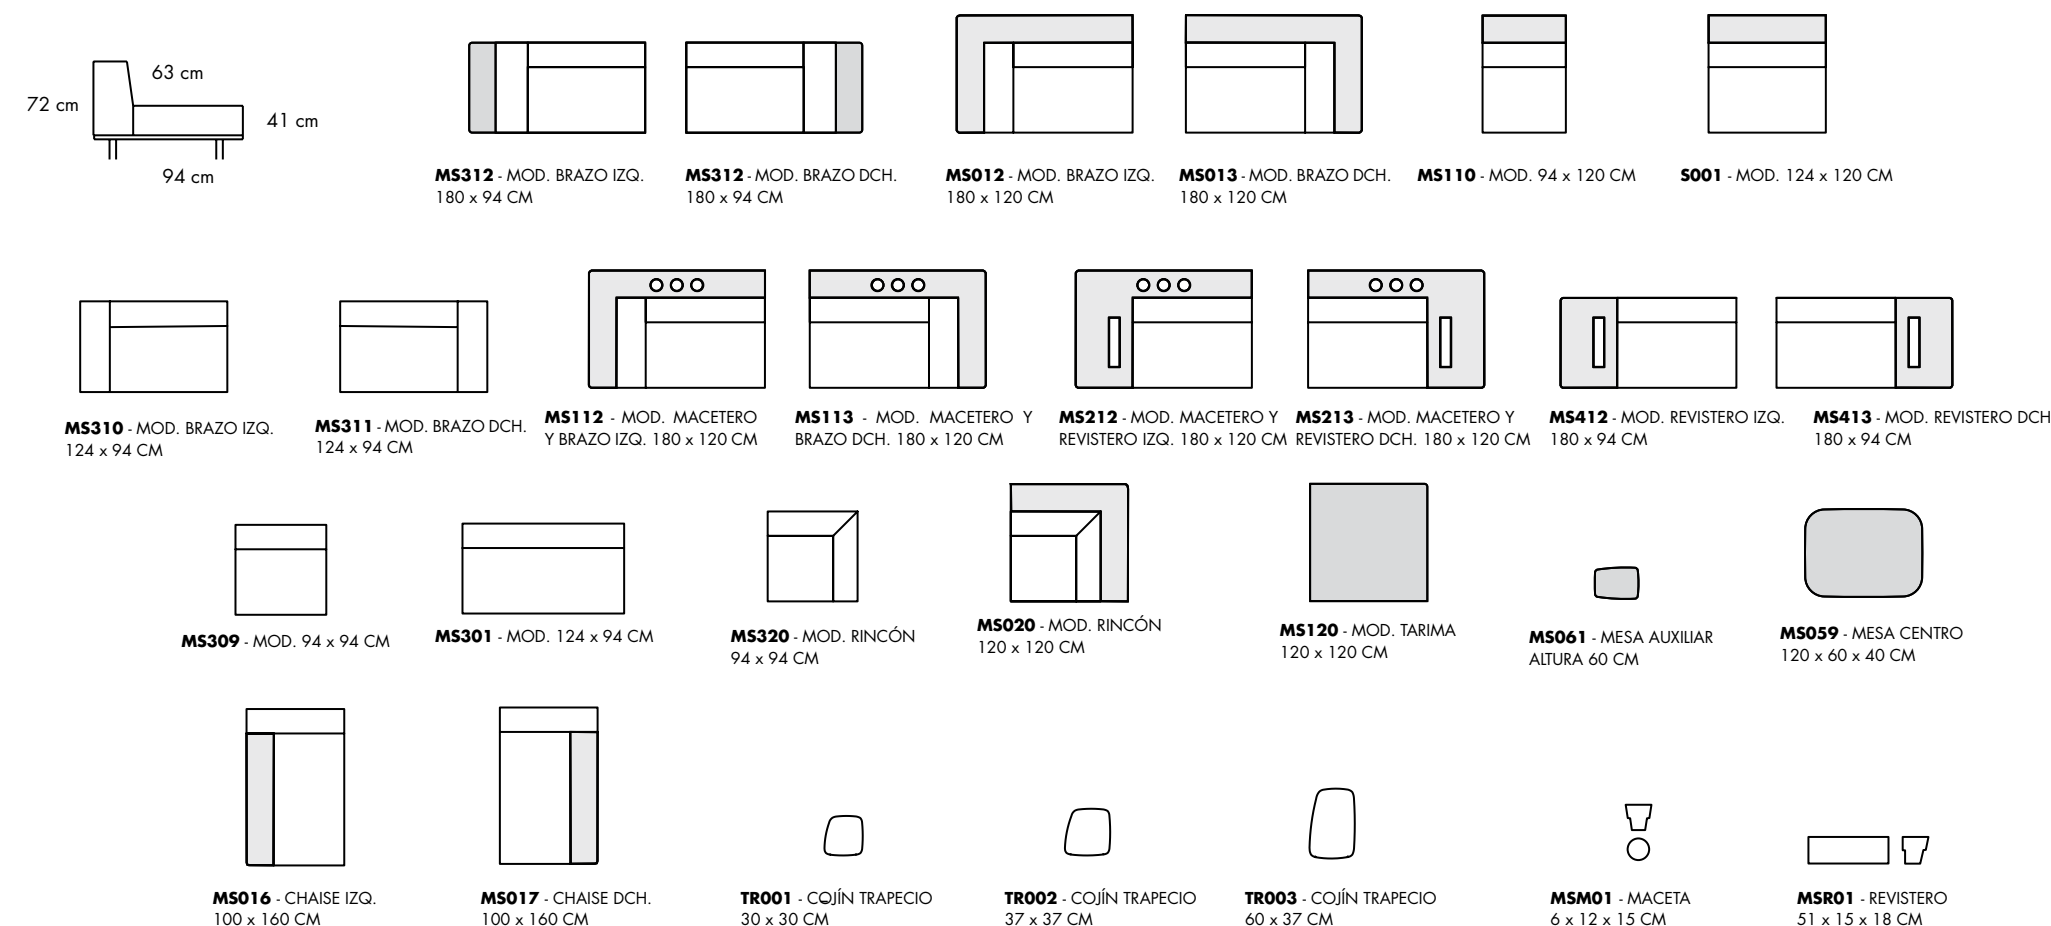 63 cm
72 cm
41 cm
94 cm
MS312 - MOD. BRAZO IZQ.
180 x 94 CM
MS312 - MOD. BRAZO DCH.
180 x 94 CM
MS012 - MOD. BRAZO IZQ.
180 x 120 CM
MS013 - MOD. BRAZO DCH.
180 x 120 CM
MS110 - MOD. 94 x 120 CM
S001 - MOD. 124 x 120 CM
MS310 - MOD. BRAZO IZQ.
124 x 94 CM
MS311 - MOD. BRAZO DCH.
124 x 94 CM
MS112 - MOD. MACETERO
Y BRAZO IZQ. 180 x 120 CM
MS113 - MOD. MACETERO Y
BRAZO DCH. 180 x 120 CM
MS212 - MOD. MACETERO Y
REVISTERO IZQ. 180 x 120 CM
MS213 - MOD. MACETERO Y
REVISTERO DCH. 180 x 120 CM
MS412 - MOD. REVISTERO IZQ.
180 x 94 CM
MS413 - MOD. REVISTERO DCH
180 x 94 CM
MS309 - MOD. 94 x 94 CM
MS301 - MOD. 124 x 94 CM
MS320 - MOD. RINCÓN
94 x 94 CM
MS020 - MOD. RINCÓN
120 x 120 CM
MS120 - MOD. TARIMA
120 x 120 CM
MS061 - MESA AUXILIAR
ALTURA 60 CM
MS059 - MESA CENTRO
120 x 60 x 40 CM
MS016 - CHAISE IZQ.
100 x 160 CM
MS017 - CHAISE DCH.
100 x 160 CM
TR001 - COJÍN TRAPECIO
30 x 30 CM
TR002 - COJÍN TRAPECIO
37 x 37 CM
TR003 - COJÍN TRAPECIO
60 x 37 CM
MSM01 - MACETA
6 x 12 x 15 CM
MSR01 - REVISTERO
51 x 15 x 18 CM